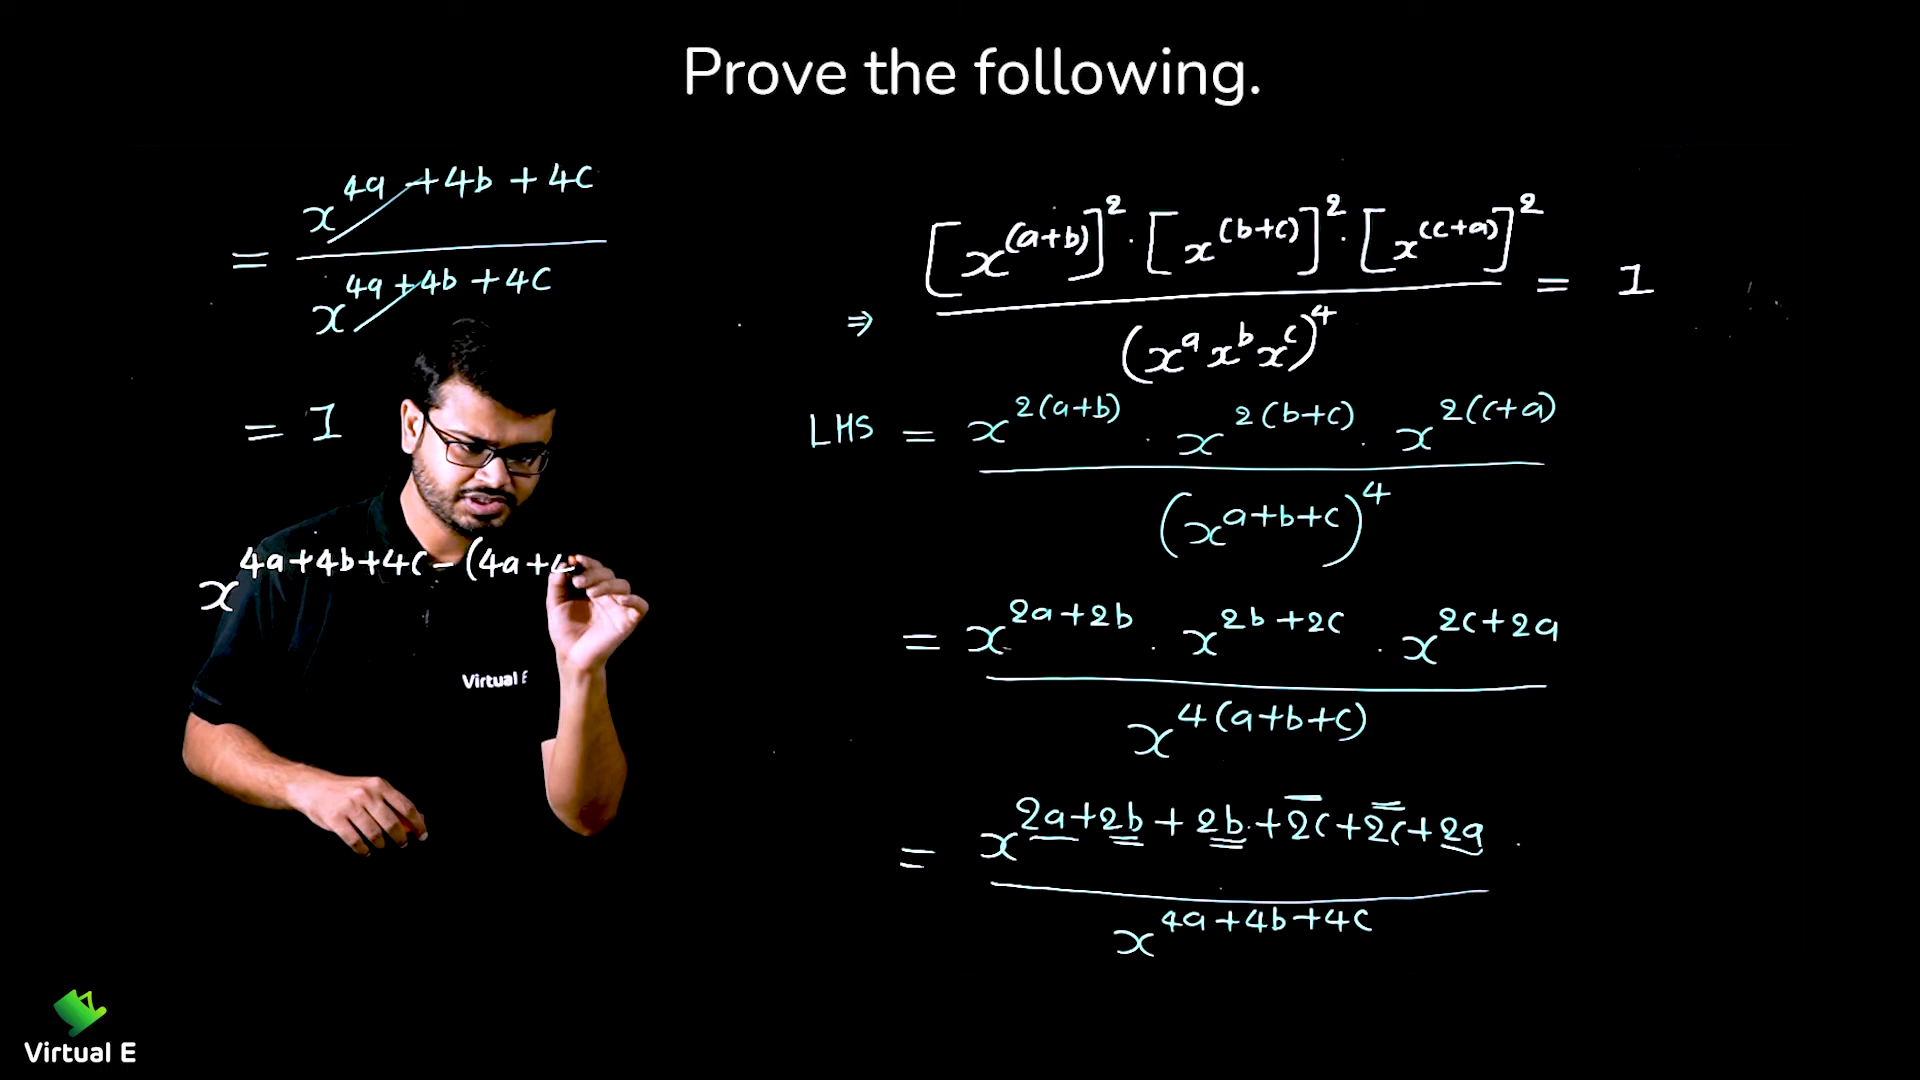 Prove the following.
⇒ [x^(a+b)]^2 · [x^(b+c)]^2 · [x^(c+a)]^2 / (x^a x^b x^c)^4 = 1
LHS = x^2(a+b) · x^2(b+c) · x^2(c+a) / (x^a+b+c)^4
= x^2a+2b · x^2b+2c · x^2c+2a / x^4(a+b+c)
= x^2a+2b+2b+2c+2c+2a / x^4a+4b+4c
= x^4a+4b+4c / x^4a+4b+4c
= 1
x^4a+4b+4c-(4a+
Virtual E
Virtual E